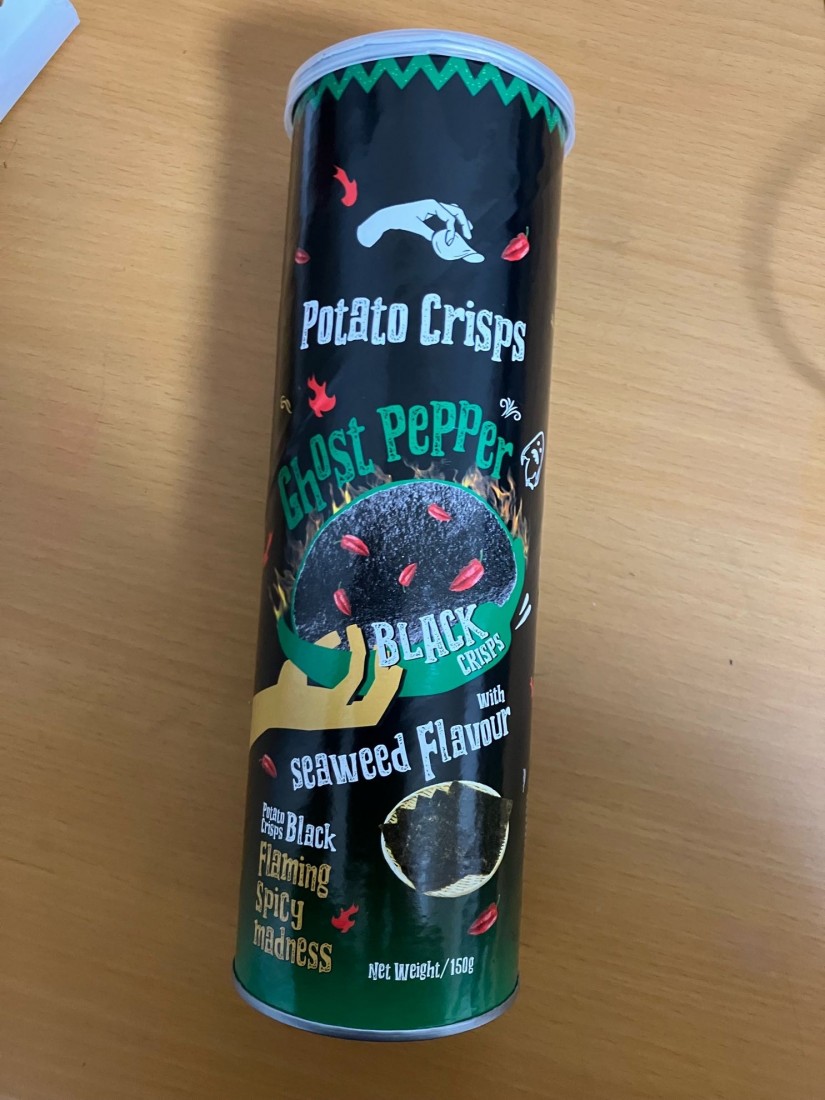 Potato Crisps
Ghost Pepper
BLACK
CRISPS
with
seaweed Flavour
Potato
Crisps Black
Flaming
spicy
madness
Net Weight/150g